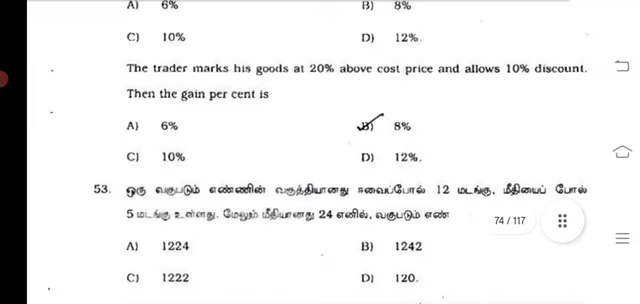 A) 6% B) 8%
C) 10% D) 12%.
The trader marks his goods at 20% above cost price and allows 10% discount.
Then the gain per cent is
A) 6% B) 8%
C) 10% D) 12%.
53. ஒரு வகுபடும் எண்ணின் வகுத்தியானது ஈவைப்போல் 12 மடங்கு, மீதியைப் போல்
5 மடங்கு உள்ளது. மேலும் மீதியானது 24 எனில், வகுபடும் எண்
74 / 117
A) 1224 B) 1242
C) 1222 D) 120.